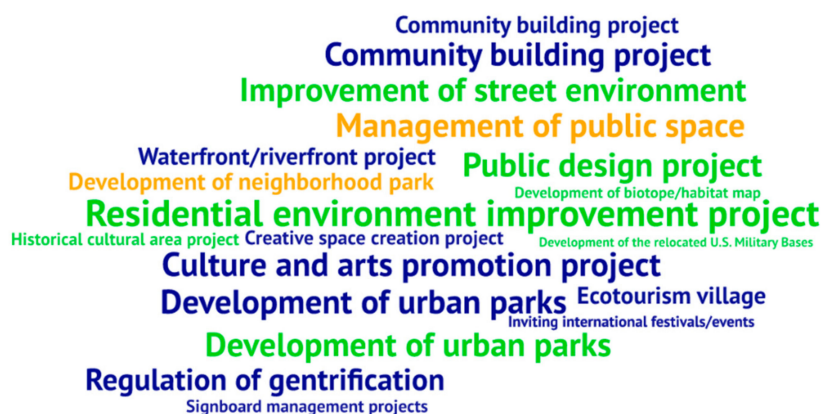 Community building project
Community building project
Improvement of street environment
Management of public space
Waterfront/riverfront project
Public design project
Development of neighborhood park
Development of biotope/habitat map
Residential environment improvement project
Historical cultural area project
Creative space creation project
Development of the relocated U.S. Military Bases
Culture and arts promotion project
Development of urban parks
Ecotourism village
Inviting international festivals/events
Development of urban parks
Regulation of gentrification
Signboard management projects